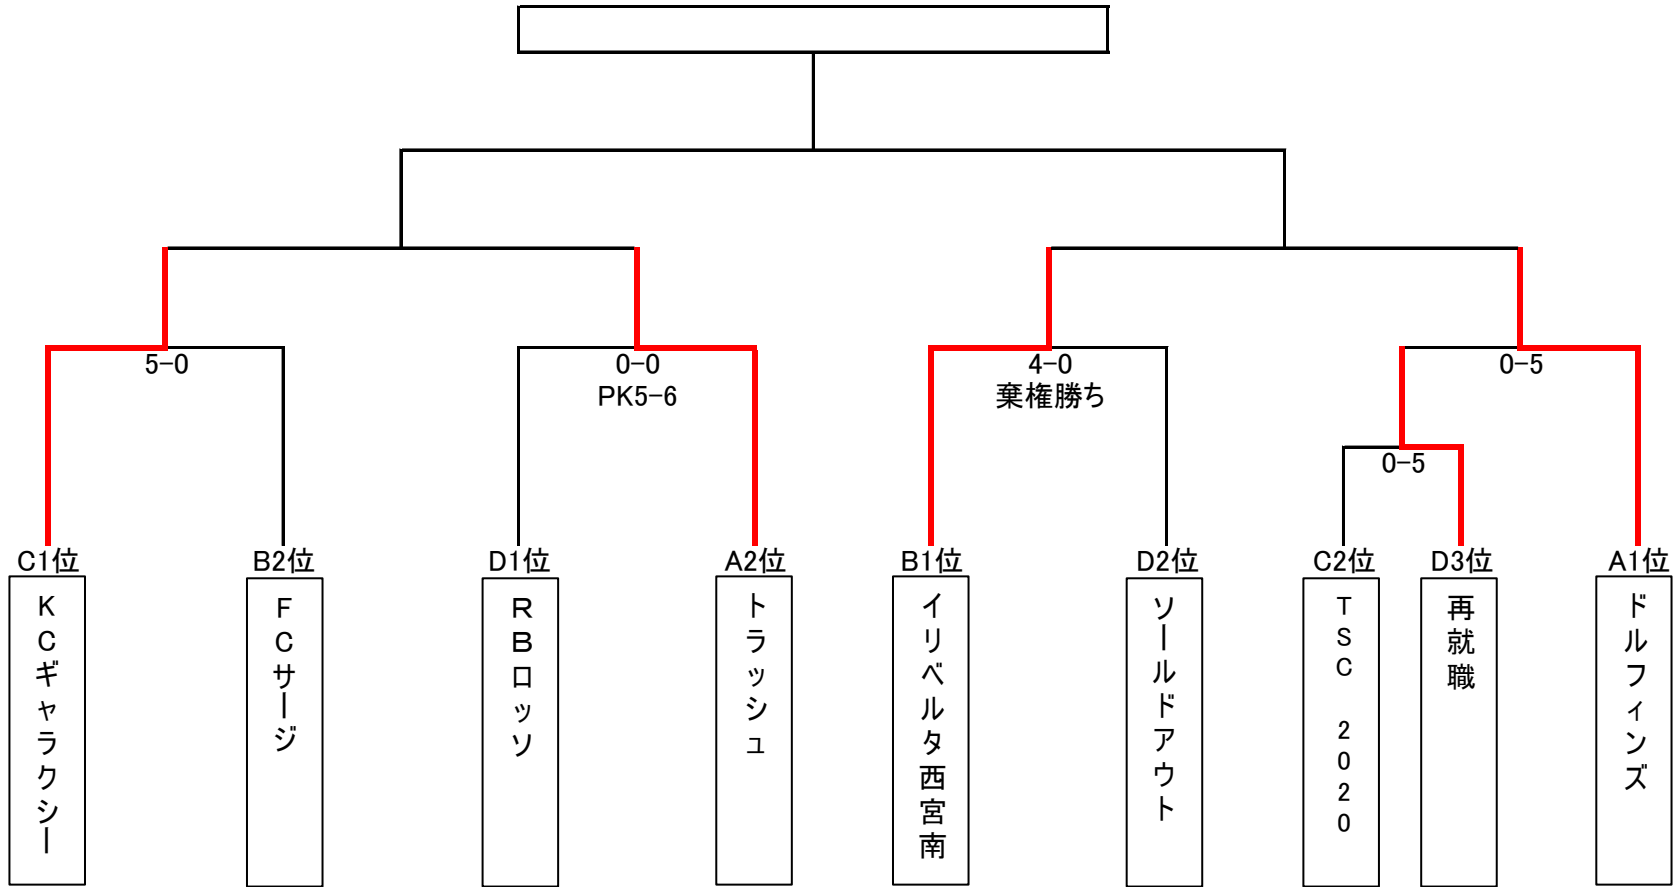 5-0
0-0
PK5-6
4-0
棄権勝ち
0-5
0-5
C1位
B2位
D1位
A2位
B1位
D2位
C2位
D3位
A1位
KCギャラクシー
FCサージ
RBロッソ
トラッシュ
イリベルタ西宮南
ソールドアウト
TSC 2020
再就職
ドルフィンズ